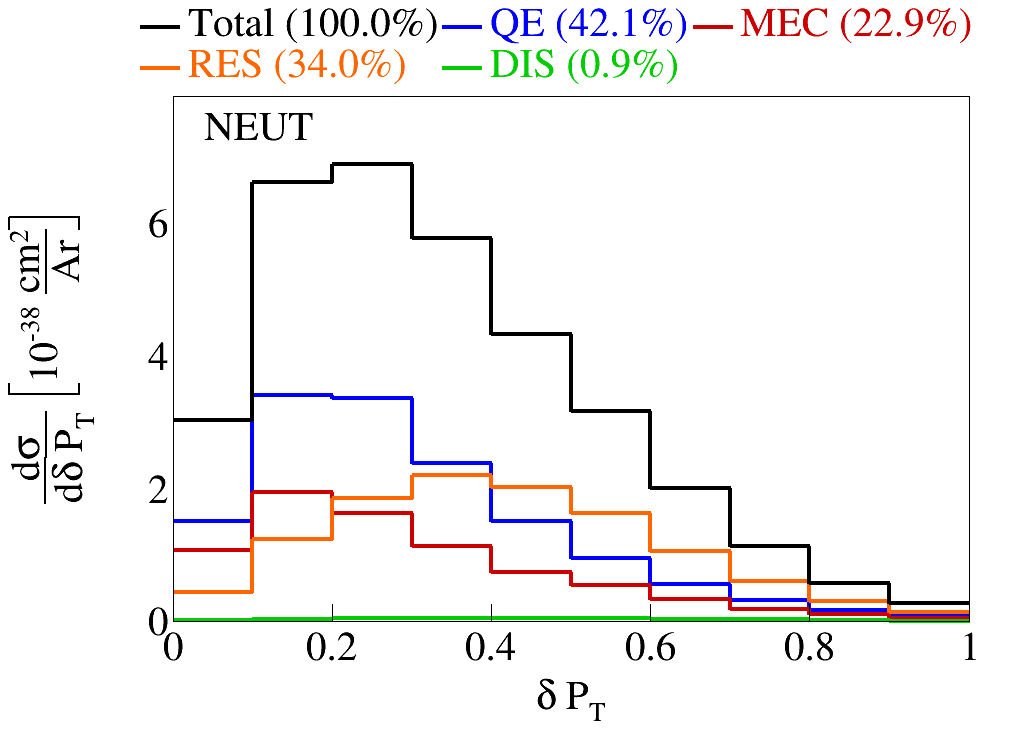 Total (100.0%) QE (42.1%) MEC (22.9%)
RES (34.0%) DIS (0.9%)
NEUT
dσ/dδ P_T [10^-38 cm^2/Ar]
6
4
2
0
0 0.2 0.4 0.6 0.8 1
δ P_T